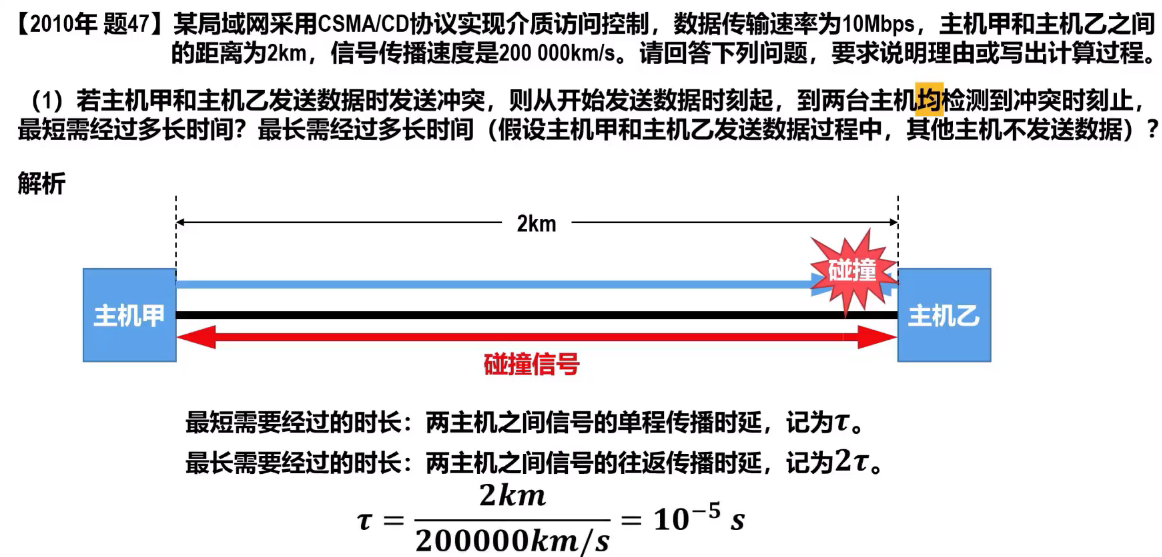 【2010年 题47】某局域网采用CSMA/CD协议实现介质访问控制，数据传输速率为10Mbps，主机甲和主机乙之间
的距离为2km，信号传播速度是200 000km/s。请回答下列问题，要求说明理由或写出计算过程。
（1）若主机甲和主机乙发送数据时发送冲突，则从开始发送数据时刻起，到两台主机均检测到冲突时刻止，
最短需经过多长时间？最长需经过多长时间（假设主机甲和主机乙发送数据过程中，其他主机不发送数据）？
解析
2km
碰撞
主机甲
主机乙
碰撞信号
最短需要经过的时长：两主机之间信号的单程传播时延，记为τ。
最长需要经过的时长：两主机之间信号的往返传播时延，记为2τ。
τ = 2km / 200000km/s = 10⁻⁵ s